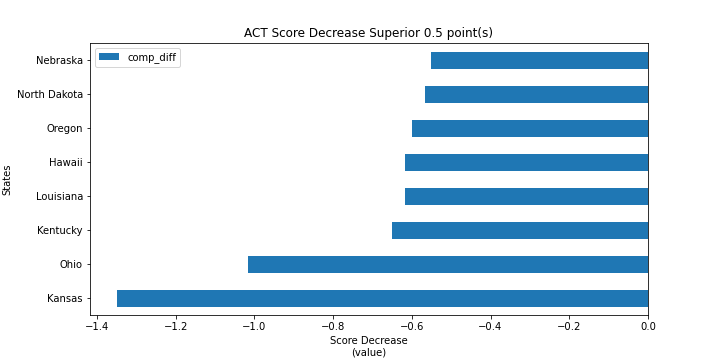 ACT Score Decrease Superior 0.5 point(s)
comp_diff
Nebraska
North Dakota
Oregon
Hawaii
Louisiana
Kentucky
Ohio
Kansas
States
−1.4 −1.2 −1.0 −0.8 −0.6 −0.4 −0.2 0.0
Score Decrease
(value)